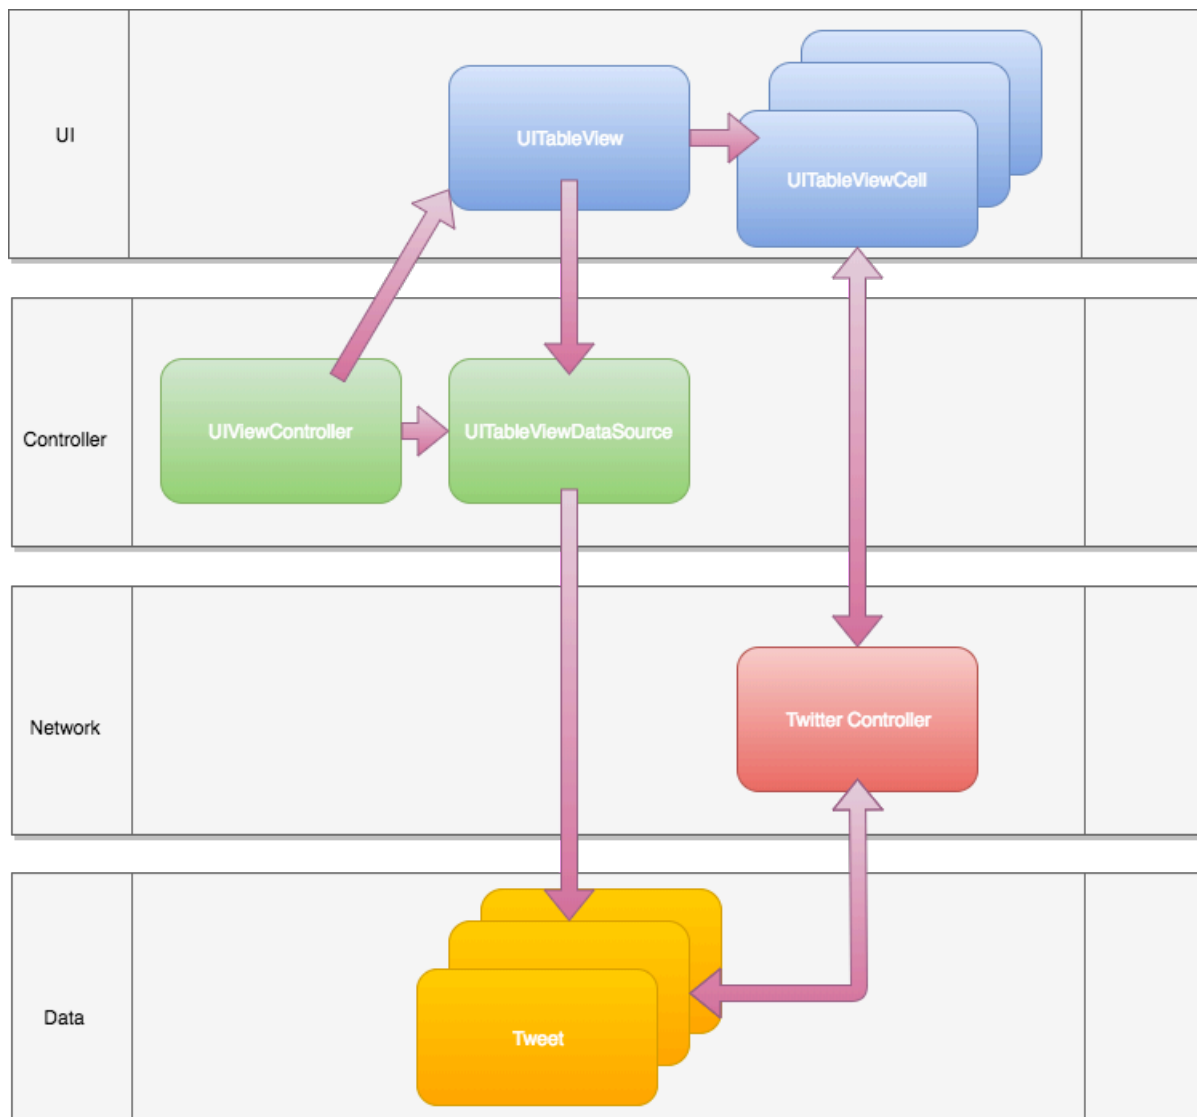 UI
UITableView
UITableViewCell
Controller
UIViewController
UITableViewDataSource
Network
Twitter Controller
Data
Tweet